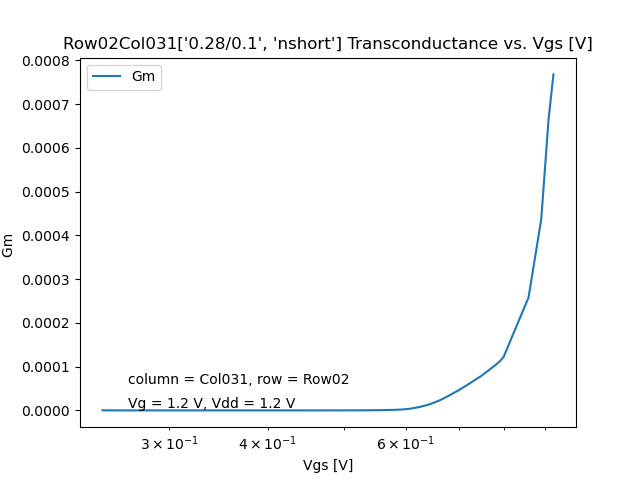 Row02Col031['0.28/0.1', 'nshort'] Transconductance vs. Vgs [V]
Gm
0.0008
0.0007
0.0006
0.0005
0.0004
0.0003
0.0002
0.0001
0.0000
Gm
column = Col031, row = Row02
Vg = 1.2 V, Vdd = 1.2 V
3 × 10⁻¹ 4 × 10⁻¹ 6 × 10⁻¹
Vgs [V]